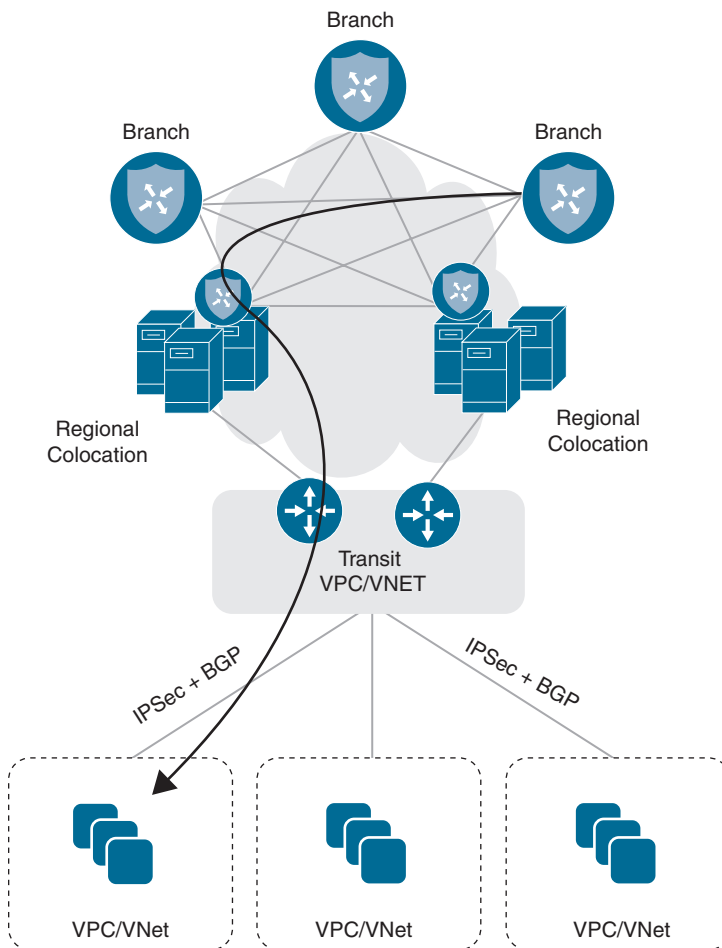 Branch
Branch
Branch
Regional
Colocation
Regional
Colocation
Transit
VPC/VNET
IPSec + BGP
IPSec + BGP
VPC/VNet
VPC/VNet
VPC/VNet